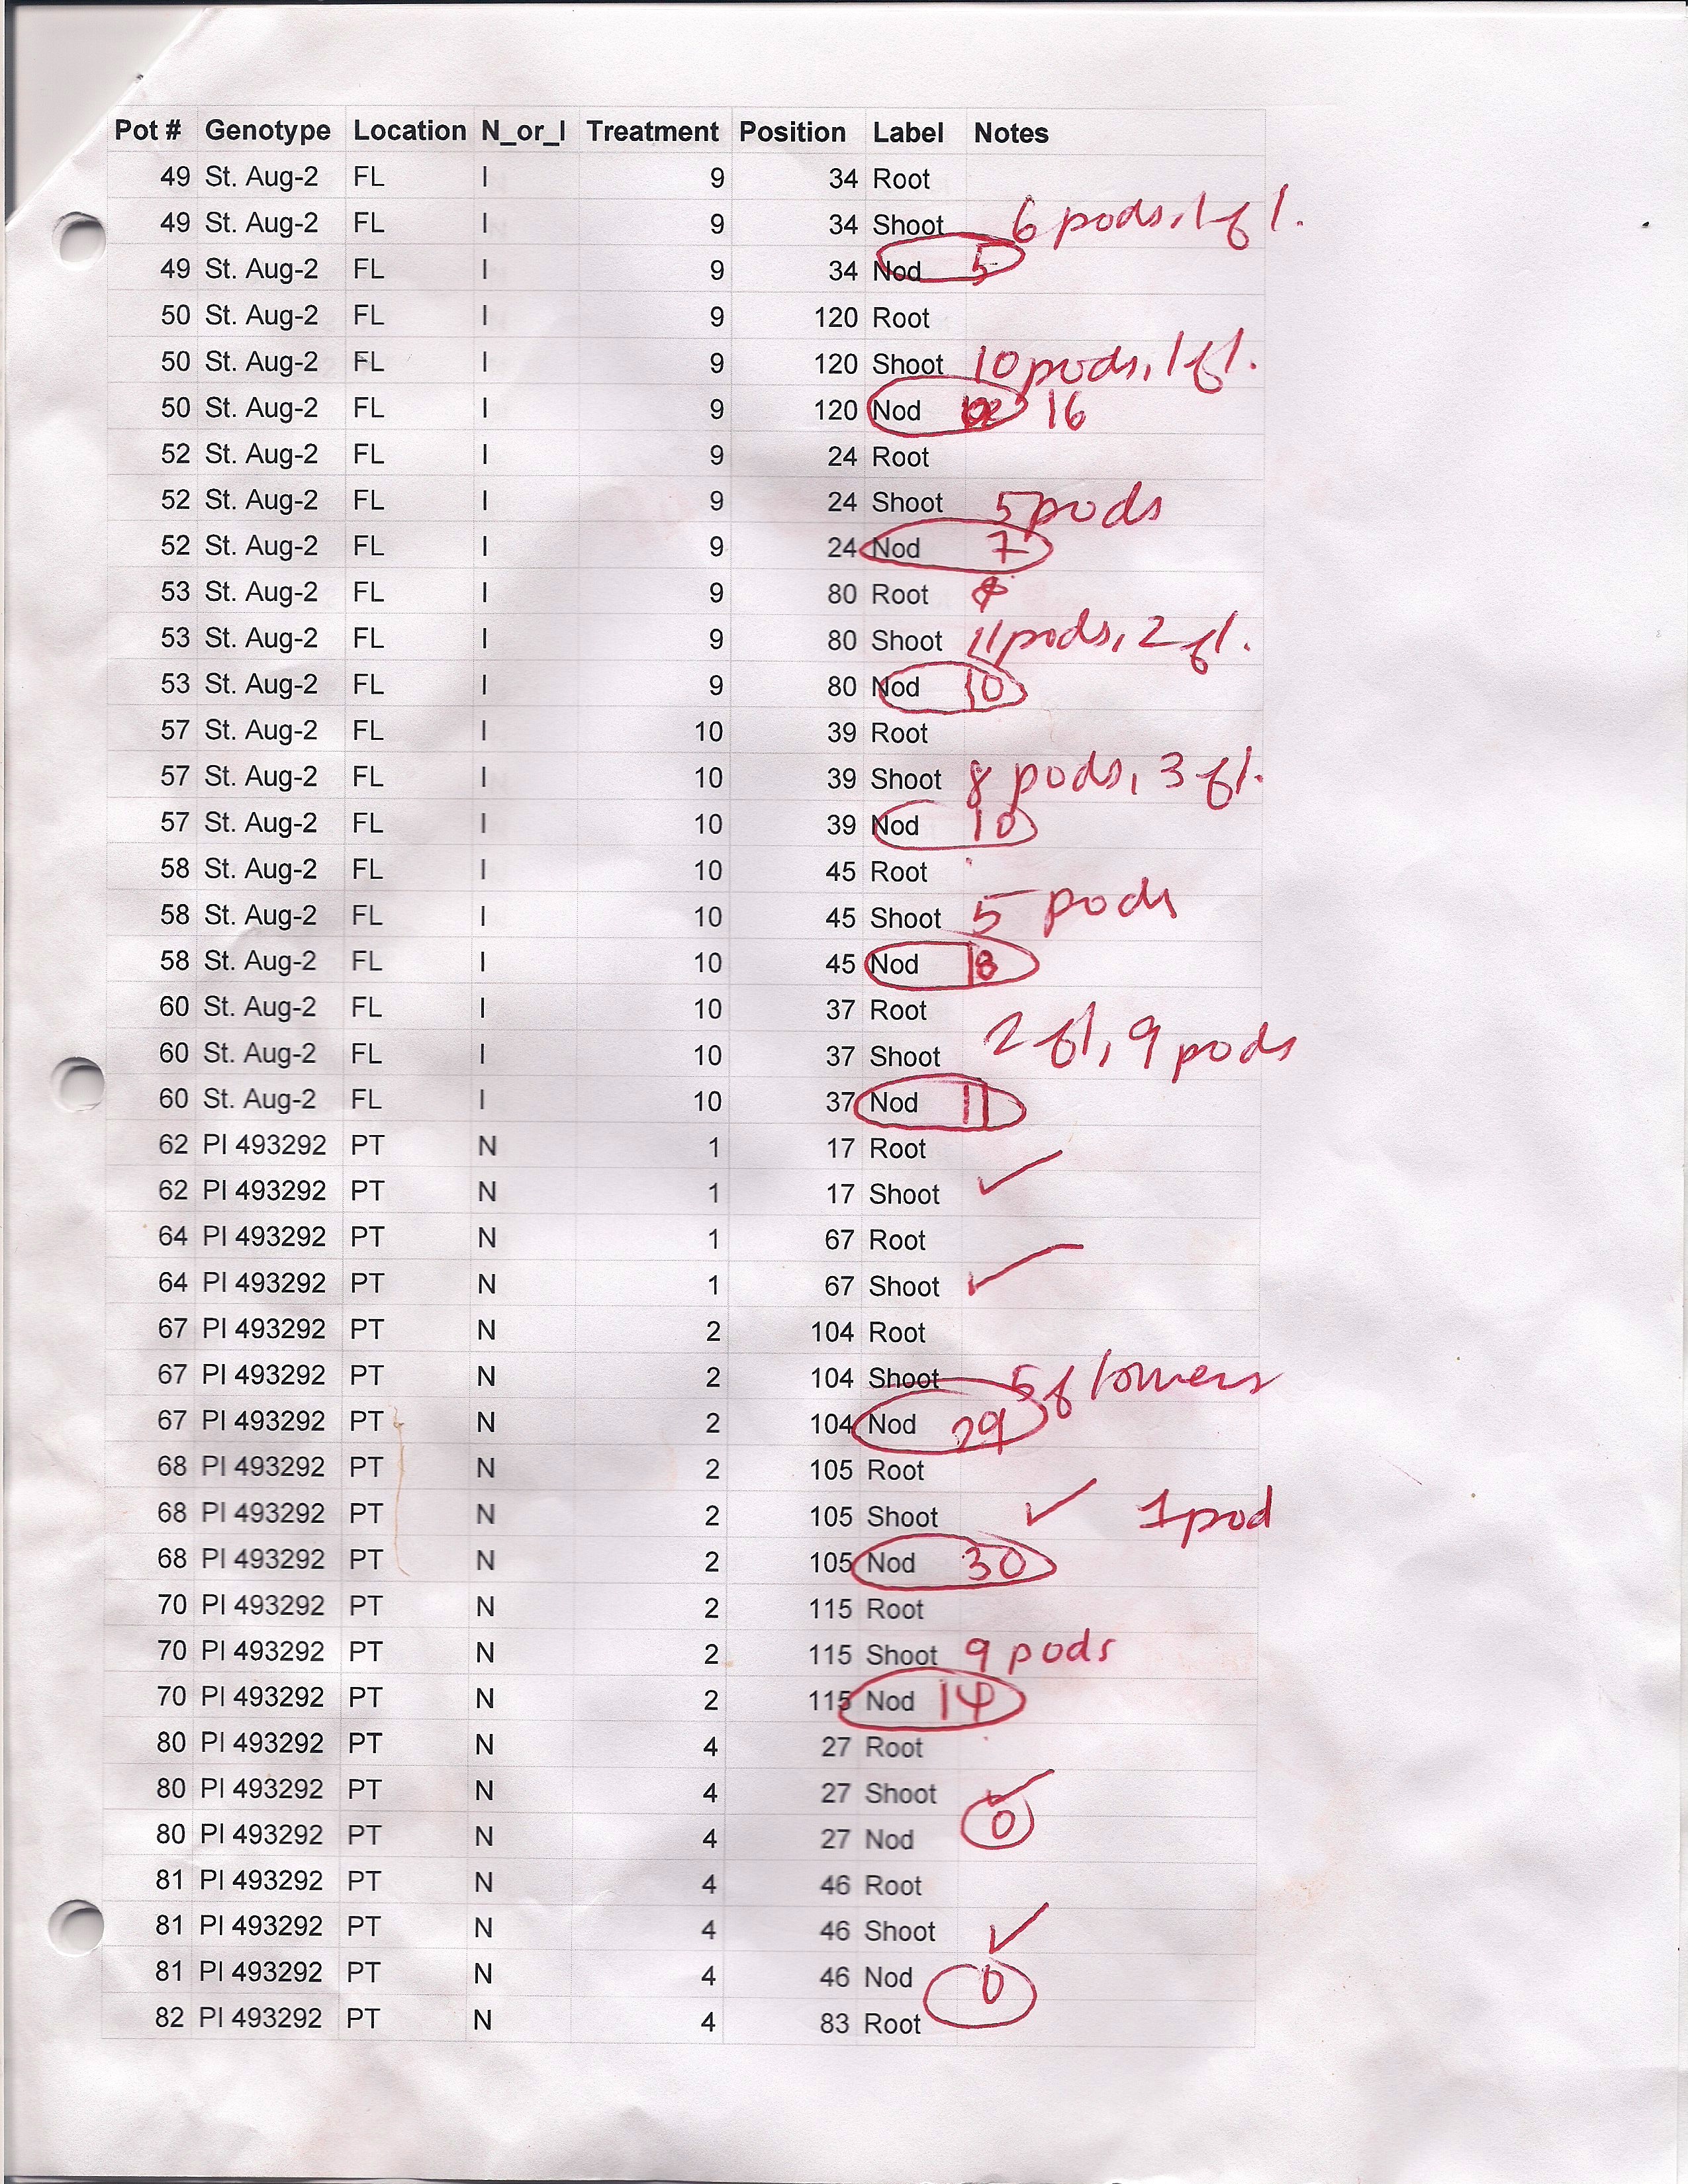 Pot # Genotype Location N_or_I Treatment Position Label Notes
49 St. Aug-2 FL I 9 34 Root
49 St. Aug-2 FL I 9 34 Shoot 6 pods, 1 fl.
49 St. Aug-2 FL I 9 34 Nod 5
50 St. Aug-2 FL I 9 120 Root
50 St. Aug-2 FL I 9 120 Shoot 10 pods, 1 fl.
50 St. Aug-2 FL I 9 120 Nod 16
52 St. Aug-2 FL I 9 24 Root
52 St. Aug-2 FL I 9 24 Shoot 5 pods
52 St. Aug-2 FL I 9 24 Nod 7
53 St. Aug-2 FL I 9 80 Root
53 St. Aug-2 FL I 9 80 Shoot 11 pods, 2 fl.
53 St. Aug-2 FL I 9 80 Nod 10
57 St. Aug-2 FL I 10 39 Root
57 St. Aug-2 FL I 10 39 Shoot 8 pods, 3 fl.
57 St. Aug-2 FL I 10 39 Nod 10
58 St. Aug-2 FL I 10 45 Root
58 St. Aug-2 FL I 10 45 Shoot 5 pods
58 St. Aug-2 FL I 10 45 Nod 18
60 St. Aug-2 FL I 10 37 Root
60 St. Aug-2 FL I 10 37 Shoot 2 fl, 9 pods
60 St. Aug-2 FL I 10 37 Nod 11
62 PI 493292 PT N 1 17 Root
62 PI 493292 PT N 1 17 Shoot ✓
64 PI 493292 PT N 1 67 Root
64 PI 493292 PT N 1 67 Shoot ✓
67 PI 493292 PT N 2 104 Root
67 PI 493292 PT N 2 104 Shoot 5 flowers
67 PI 493292 PT N 2 104 Nod 29
68 PI 493292 PT N 2 105 Root
68 PI 493292 PT N 2 105 Shoot ✓ 1 pod
68 PI 493292 PT N 2 105 Nod 30
70 PI 493292 PT N 2 115 Root
70 PI 493292 PT N 2 115 Shoot 9 pods
70 PI 493292 PT N 2 115 Nod 14
80 PI 493292 PT N 4 27 Root
80 PI 493292 PT N 4 27 Shoot ✓
80 PI 493292 PT N 4 27 Nod 0
81 PI 493292 PT N 4 46 Root
81 PI 493292 PT N 4 46 Shoot ✓
81 PI 493292 PT N 4 46 Nod 0
82 PI 493292 PT N 4 83 Root